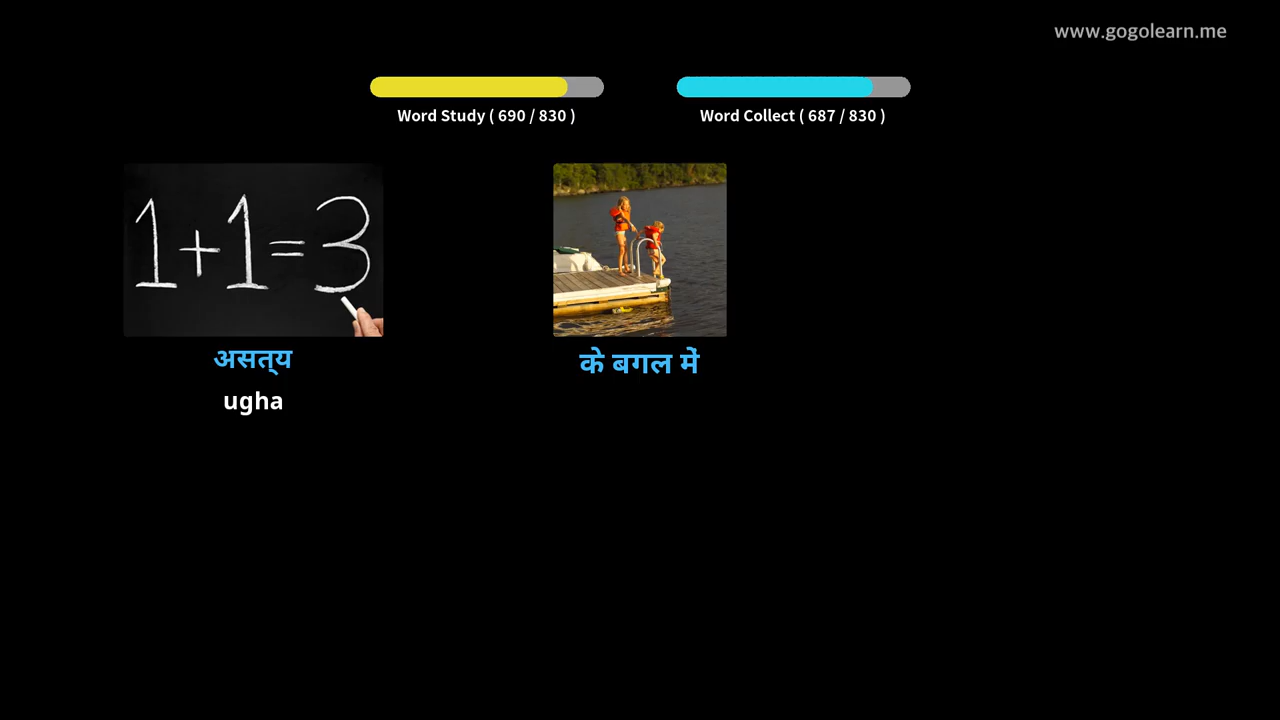 www.gogolearn.me
Word Study ( 690 / 830 )
Word Collect ( 687 / 830 )
1+1=3
असत्य
ugha
के बगल में